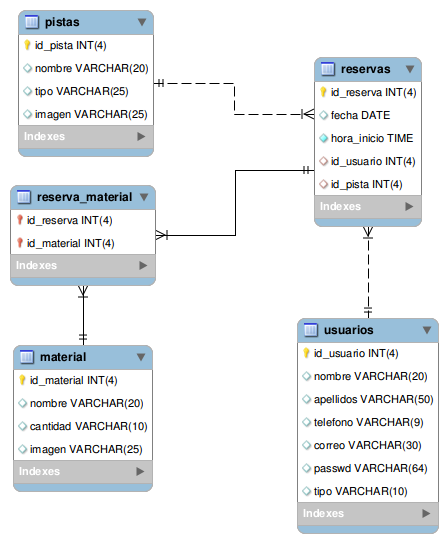 pistas
id_pista INT(4)
nombre VARCHAR(20)
tipo VARCHAR(25)
imagen VARCHAR(25)
Indexes
reservas
id_reserva INT(4)
fecha DATE
hora_inicio TIME
id_usuario INT(4)
id_pista INT(4)
Indexes
reserva_material
id_reserva INT(4)
id_material INT(4)
Indexes
material
id_material INT(4)
nombre VARCHAR(20)
cantidad VARCHAR(10)
imagen VARCHAR(25)
Indexes
usuarios
id_usuario INT(4)
nombre VARCHAR(20)
apellidos VARCHAR(50)
telefono VARCHAR(9)
correo VARCHAR(30)
passwd VARCHAR(64)
tipo VARCHAR(10)
Indexes